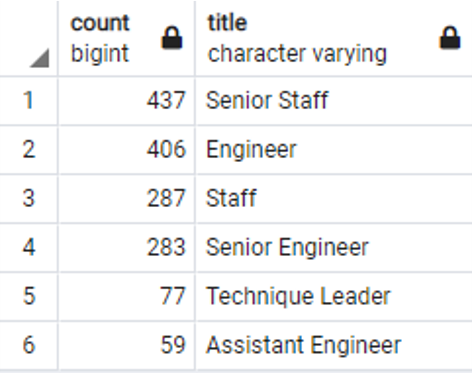 count title
bigint character varying
1 437 Senior Staff
2 406 Engineer
3 287 Staff
4 283 Senior Engineer
5 77 Technique Leader
6 59 Assistant Engineer